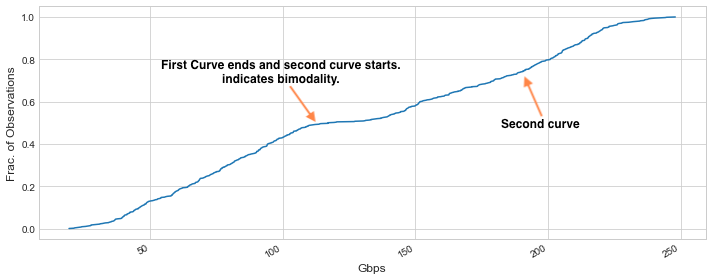 1.0
0.8
0.6
0.4
0.2
0.0
Frac. of Observations
First Curve ends and second curve starts.
indicates bimodality.
Second curve
50
100
150
200
250
Gbps